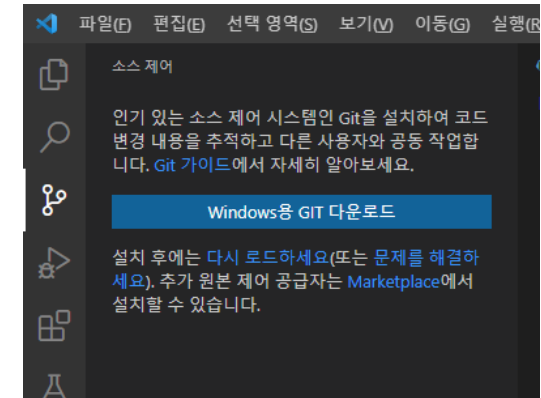 파일(F) 편집(E) 선택 영역(S) 보기(V) 이동(G) 실행(R
소스 제어
인기 있는 소스 제어 시스템인 Git을 설치하여 코드
변경 내용을 추적하고 다른 사용자와 공동 작업합
니다. Git 가이드에서 자세히 알아보세요.
Windows용 GIT 다운로드
설치 후에는 다시 로드하세요(또는 문제를 해결하
세요). 추가 원본 제어 공급자는 Marketplace에서
설치할 수 있습니다.